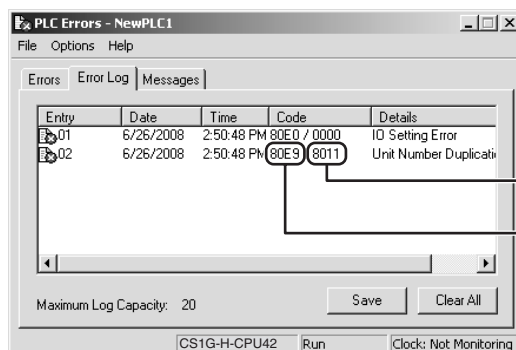 PLC Errors - NewPLC1
File Options Help
Errors Error Log Messages
Entry Date Time Code Details
01 6/26/2008 2:50:48 PM 80E0 / 0000 IO Setting Error
02 6/26/2008 2:50:48 PM 80E9 8011 Unit Number Duplicati
Maximum Log Capacity: 20 Save Clear All
CS1G-H-CPU42 Run Clock: Not Monitoring